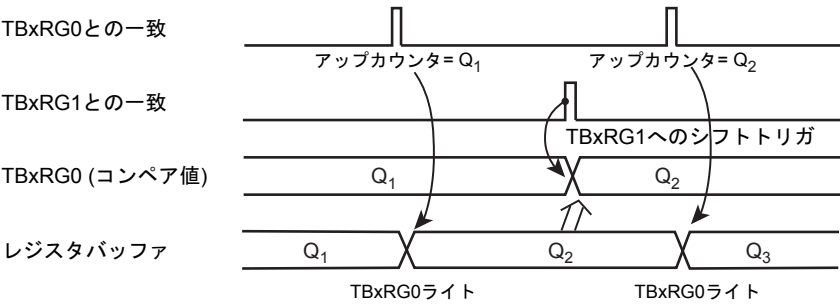 TBxRG0との一致
アップカウンタ= Q1 アップカウンタ= Q2
TBxRG1との一致
TBxRG1へのシフトトリガ
TBxRG0 (コンペア値) Q1 Q2
レジスタバッファ Q1 Q2 Q3
TBxRG0ライト TBxRG0ライト